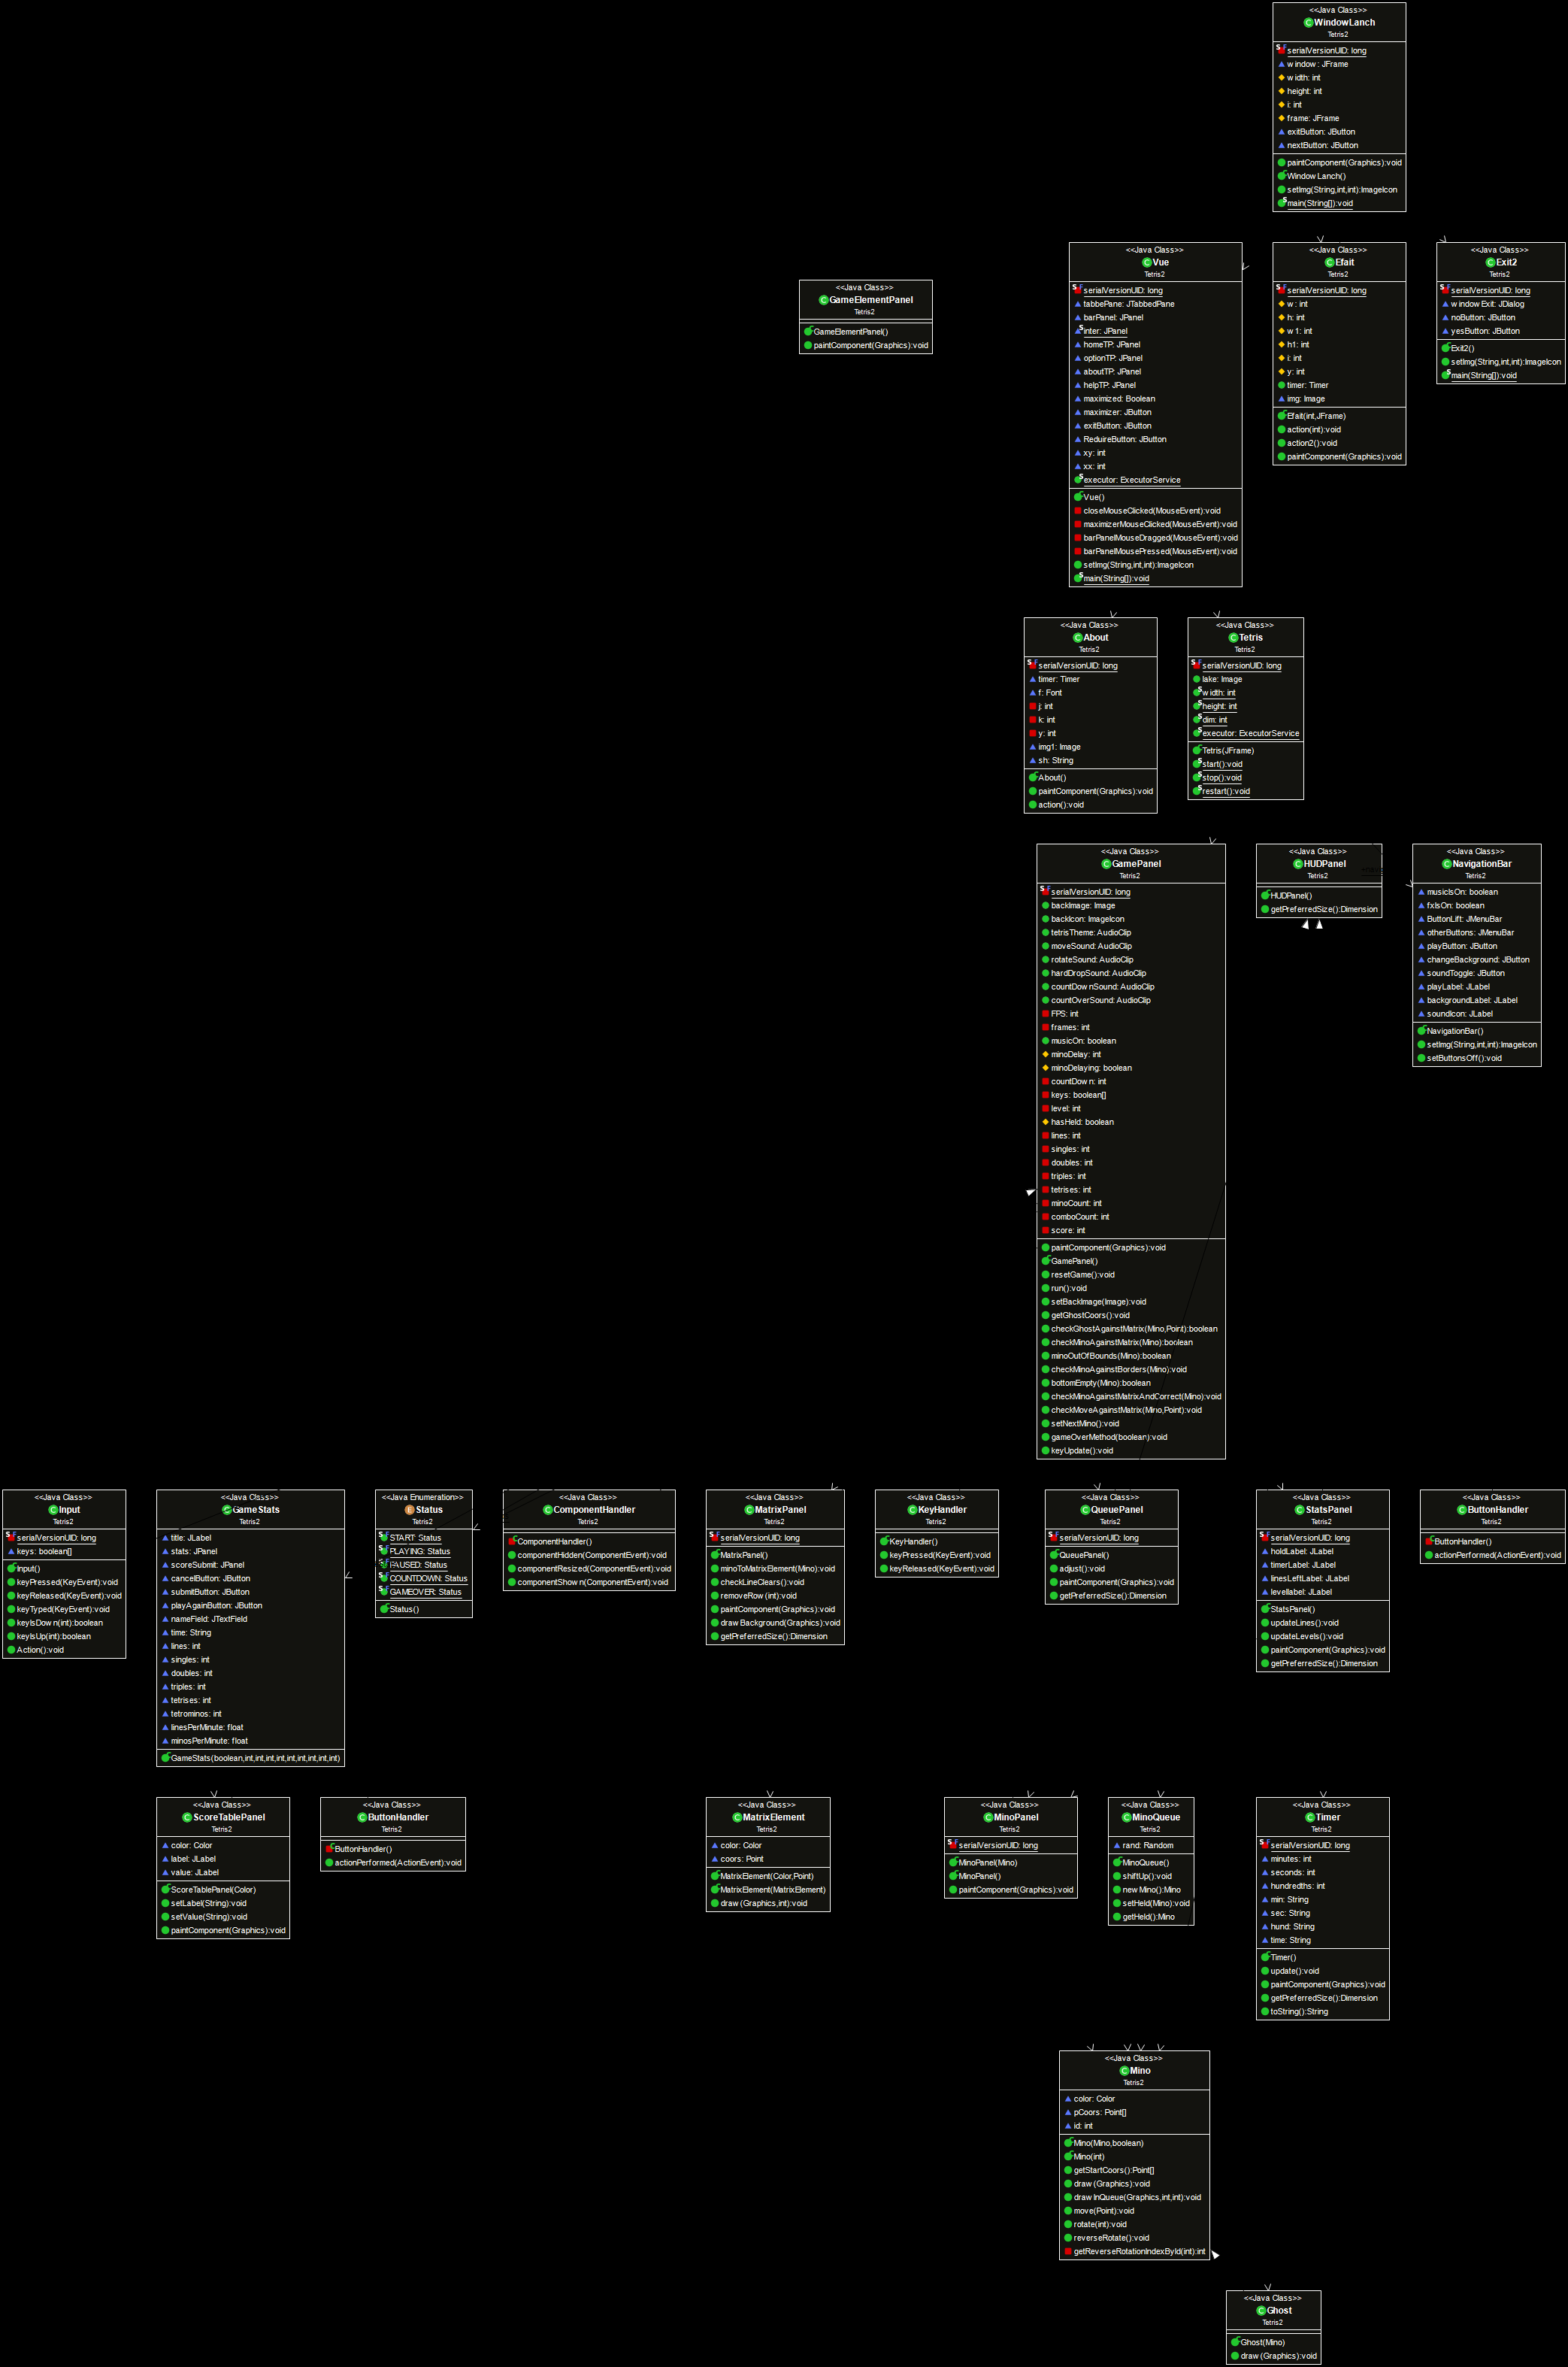 <<Java Class>>
WindowLanch
Tetris2
serialVersionUID: long
window: JFrame
width: int
height: int
i: int
frame: JFrame
exitButton: JButton
nextButton: JButton
paintComponent(Graphics):void
WindowLanch()
setImg(String,int,int):ImageIcon
main(String[]):void
<<Java Class>>
GameElementPanel
Tetris2
GameElementPanel()
paintComponent(Graphics):void
<<Java Class>>
Vue
Tetris2
serialVersionUID: long
tabbePane: JTabbedPane
barPanel: JPanel
inter: JPanel
homeTP: JPanel
optionTP: JPanel
aboutTP: JPanel
helpTP: JPanel
maximized: Boolean
maximizer: JButton
exitButton: JButton
ReduireButton: JButton
xy: int
xx: int
executor: ExecutorService
Vue()
closeMouseClicked(MouseEvent):void
maximizerMouseClicked(MouseEvent):void
barPanelMouseDragged(MouseEvent):void
barPanelMousePressed(MouseEvent):void
setImg(String,int,int):ImageIcon
main(String[]):void
<<Java Class>>
Efait
Tetris2
serialVersionUID: long
w: int
h: int
w1: int
h1: int
i: int
y: int
timer: Timer
img: Image
Efait(int,JFrame)
action(int):void
action2():void
paintComponent(Graphics):void
<<Java Class>>
Exit2
Tetris2
serialVersionUID: long
windowExit: JDialog
noButton: JButton
yesButton: JButton
Exit2()
setImg(String,int,int):ImageIcon
main(String[]):void
<<Java Class>>
About
Tetris2
serialVersionUID: long
timer: Timer
f: Font
j: int
k: int
y: int
img1: Image
sh: String
About()
paintComponent(Graphics):void
action():void
<<Java Class>>
Tetris
Tetris2
serialVersionUID: long
lake: Image
width: int
height: int
dim: int
executor: ExecutorService
Tetris(JFrame)
start():void
stop():void
restart():void
<<Java Class>>
GamePanel
Tetris2
serialVersionUID: long
backImage: Image
backIcon: ImageIcon
tetrisTheme: AudioClip
moveSound: AudioClip
rotateSound: AudioClip
hardDropSound: AudioClip
countDownSound: AudioClip
countOverSound: AudioClip
FPS: int
frames: int
musicOn: boolean
minoDelay: int
minoDelaying: boolean
countDown: int
keys: boolean[]
level: int
hasHeld: boolean
lines: int
singles: int
doubles: int
triples: int
tetrises: int
minoCount: int
comboCount: int
score: int
paintComponent(Graphics):void
GamePanel()
resetGame():void
run():void
setBackImage(Image):void
getGhostCoors():void
checkGhostAgainstMatrix(Mino,Point):boolean
checkMinoAgainstMatrix(Mino):boolean
minoOutOfBounds(Mino):boolean
checkMinoAgainstBorders(Mino):void
bottomEmpty(Mino):boolean
checkMinoAgainstMatrixAndCorrect(Mino):void
checkMoveAgainstMatrix(Mino,Point):void
setNextMino():void
gameOverMethod(boolean):void
keyUpdate():void
<<Java Class>>
HUDPanel
Tetris2
HUDPanel()
getPreferredSize():Dimension
<<Java Class>>
NavigationBar
Tetris2
musicIsOn: boolean
fxIsOn: boolean
ButtonLift: JMenuBar
otherButtons: JMenuBar
playButton: JButton
changeBackground: JButton
soundToggle: JButton
playLabel: JLabel
backgroundLabel: JLabel
soundIcon: JLabel
NavigationBar()
setImg(String,int,int):ImageIcon
setButtonsOff():void
<<Java Class>>
Input
Tetris2
serialVersionUID: long
keys: boolean[]
Input()
keyPressed(KeyEvent):void
keyReleased(KeyEvent):void
keyTyped(KeyEvent):void
keyIsDown(int):boolean
keyIsUp(int):boolean
Action():void
<<Java Class>>
GameStats
Tetris2
title: JLabel
stats: JPanel
scoreSubmit: JPanel
cancelButton: JButton
submitButton: JButton
playAgainButton: JButton
nameField: JTextField
time: String
lines: int
singles: int
doubles: int
triples: int
tetrises: int
tetrominos: int
linesPerMinute: float
minosPerMinute: float
GameStats(boolean,int,int,int,int,int,int,int,int)
<<Java Enumeration>>
Status
Tetris2
START: Status
PLAYING: Status
PAUSED: Status
COUNTDOWN: Status
GAMEOVER: Status
Status()
<<Java Class>>
ComponentHandler
Tetris2
ComponentHandler()
componentHidden(ComponentEvent):void
componentResized(ComponentEvent):void
componentShown(ComponentEvent):void
<<Java Class>>
MatrixPanel
Tetris2
serialVersionUID: long
MatrixPanel()
minoToMatrixElement(Mino):void
checkLineClears():void
removeRow(int):void
paintComponent(Graphics):void
drawBackground(Graphics):void
getPreferredSize():Dimension
<<Java Class>>
KeyHandler
Tetris2
KeyHandler()
keyPressed(KeyEvent):void
keyReleased(KeyEvent):void
<<Java Class>>
QueuePanel
Tetris2
serialVersionUID: long
QueuePanel()
adjust():void
paintComponent(Graphics):void
getPreferredSize():Dimension
<<Java Class>>
StatsPanel
Tetris2
serialVersionUID: long
holdLabel: JLabel
timerLabel: JLabel
linesLeftLabel: JLabel
levellabel: JLabel
StatsPanel()
updateLines():void
updateLevels():void
paintComponent(Graphics):void
getPreferredSize():Dimension
<<Java Class>>
ButtonHandler
Tetris2
ButtonHandler()
actionPerformed(ActionEvent):void
<<Java Class>>
ScoreTablePanel
Tetris2
color: Color
label: JLabel
value: JLabel
ScoreTablePanel(Color)
setLabel(String):void
setValue(String):void
paintComponent(Graphics):void
<<Java Class>>
ButtonHandler
Tetris2
ButtonHandler()
actionPerformed(ActionEvent):void
<<Java Class>>
MatrixElement
Tetris2
color: Color
coors: Point
MatrixElement(Color,Point)
MatrixElement(MatrixElement)
draw(Graphics,int):void
<<Java Class>>
MinoPanel
Tetris2
serialVersionUID: long
MinoPanel(Mino)
MinoPanel()
paintComponent(Graphics):void
<<Java Class>>
MinoQueue
Tetris2
rand: Random
MinoQueue()
shiftUp():void
newMino():Mino
setHeld(Mino):void
getHeld():Mino
<<Java Class>>
Timer
Tetris2
serialVersionUID: long
minutes: int
seconds: int
hundredths: int
min: String
sec: String
hund: String
time: String
Timer()
update():void
paintComponent(Graphics):void
getPreferredSize():Dimension
toString():String
<<Java Class>>
Mino
Tetris2
color: Color
pCoors: Point[]
id: int
Mino(Mino,boolean)
Mino(int)
getStartCoors():Point[]
draw(Graphics):void
drawInQueue(Graphics,int,int):void
move(Point):void
rotate(int):void
reverseRotate():void
getReverseRotationIndexById(int):int
<<Java Class>>
Ghost
Tetris2
Ghost(Mino)
draw(Graphics):void